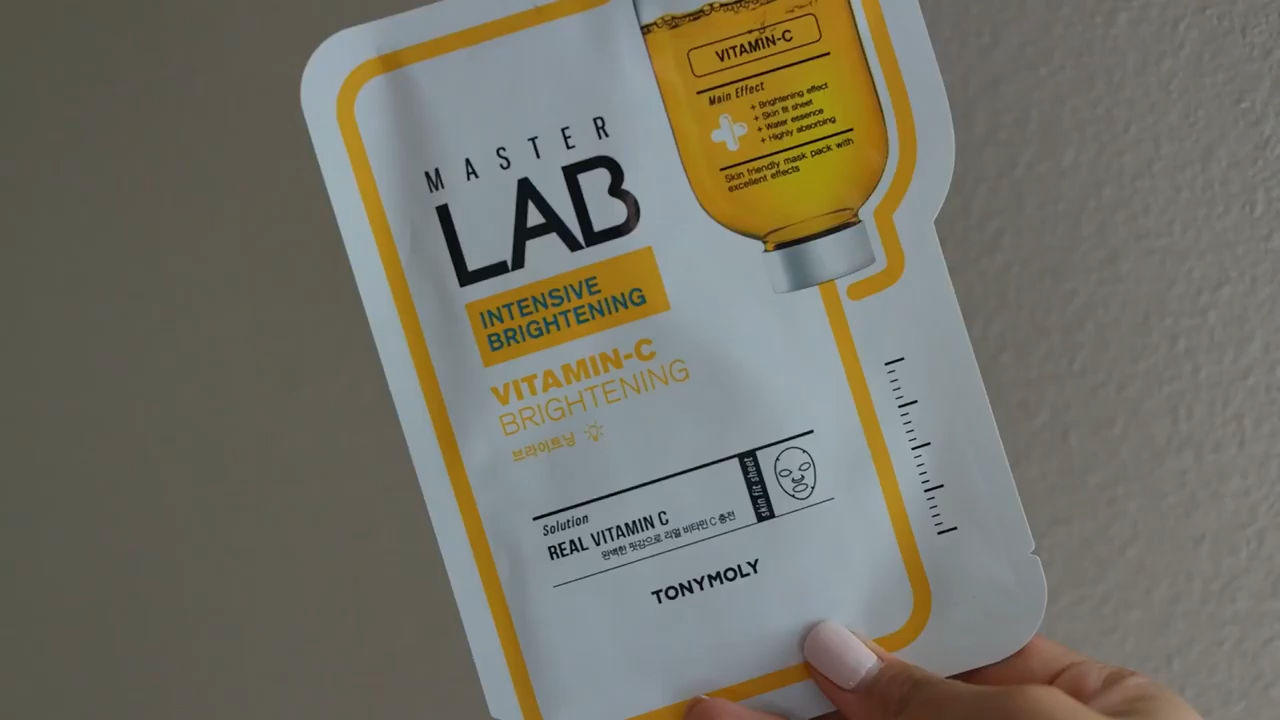 MASTER
LAB
INTENSIVE
BRIGHTENING
VITAMIN-C
BRIGHTENING
브라이트닝
Solution
REAL VITAMIN C
완벽한 핏감으로 리얼 비타민 C 충전
skin fit sheet
TONYMOLY
VITAMIN-C
Main Effect
+ Brightening effect
+ Skin fit sheet
+ Water essence
+ Highly absorbing
Skin friendly mask pack with
excellent effects